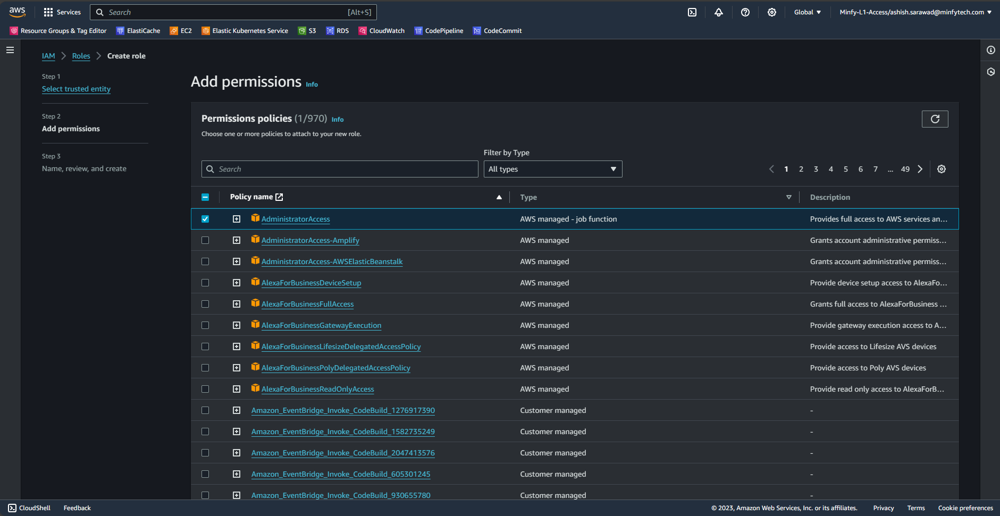 aws Services Search [Alt+S] Global Minfy-L1-Access/ashish.sarawad@minfytech.com
Resource Groups & Tag Editor ElastiCache EC2 Elastic Kubernetes Service S3 RDS CloudWatch CodePipeline CodeCommit
IAM Roles Create role
Step 1
Select trusted entity
Step 2
Add permissions
Step 3
Name, review, and create
Add permissions Info
Permissions policies (1/970) Info
Choose one or more policies to attach to your new role.
Filter by Type
Search All types 1 2 3 4 5 6 7 ... 49
Policy name Type Description
AdministratorAccess AWS managed - job function Provides full access to AWS services an...
AdministratorAccess-Amplify AWS managed Grants account administrative permiss...
AdministratorAccess-AWSElasticBeanstalk AWS managed Grants account administrative permiss...
AlexaForBusinessDeviceSetup AWS managed Provide device setup access to AlexaFo...
AlexaForBusinessFullAccess AWS managed Grants full access to AlexaForBusiness ...
AlexaForBusinessGatewayExecution AWS managed Provide gateway execution access to A...
AlexaForBusinessLifesizeDelegatedAccessPolicy AWS managed Provide access to Lifesize AVS devices
AlexaForBusinessPolyDelegatedAccessPolicy AWS managed Provide access to Poly AVS devices
AlexaForBusinessReadOnlyAccess AWS managed Provide read only access to AlexaForB...
Amazon_EventBridge_Invoke_CodeBuild_1276917390 Customer managed -
Amazon_EventBridge_Invoke_CodeBuild_1582735249 Customer managed -
Amazon_EventBridge_Invoke_CodeBuild_2047413576 Customer managed -
Amazon_EventBridge_Invoke_CodeBuild_605301245 Customer managed -
Amazon_EventBridge_Invoke_CodeBuild_930655780 Customer managed -
CloudShell Feedback © 2023, Amazon Web Services, Inc. or its affiliates. Privacy Terms Cookie preferences